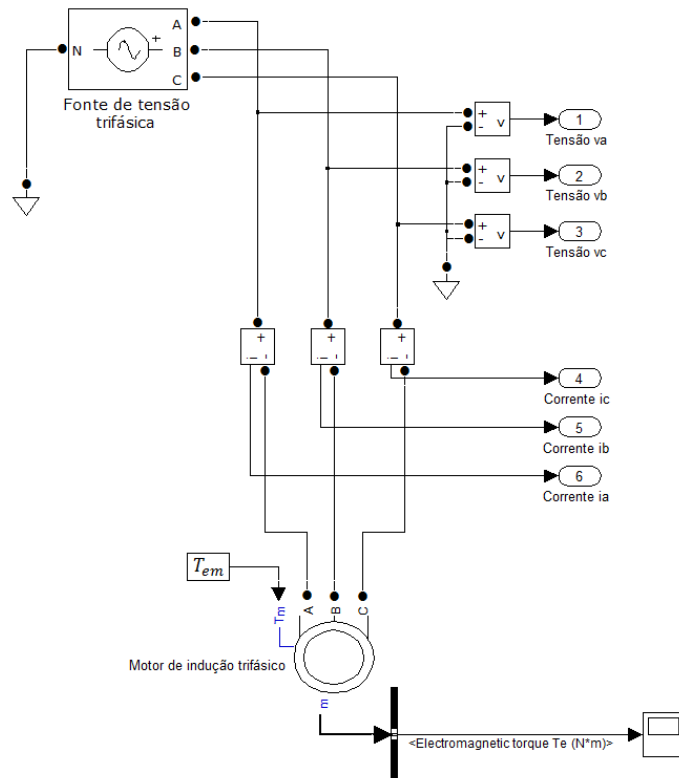 A
N
+
B
C
Fonte de tensão
trifásica
+
-
v
1
Tensão va
+
-
v
2
Tensão vb
+
-
v
3
Tensão vc
+
i
-
+
i
-
+
i
-
4
Corrente ic
5
Corrente ib
6
Corrente ia
Tem
Tm
A
B
C
Motor de indução trifásico
m
<Electromagnetic torque Te (N*m)>